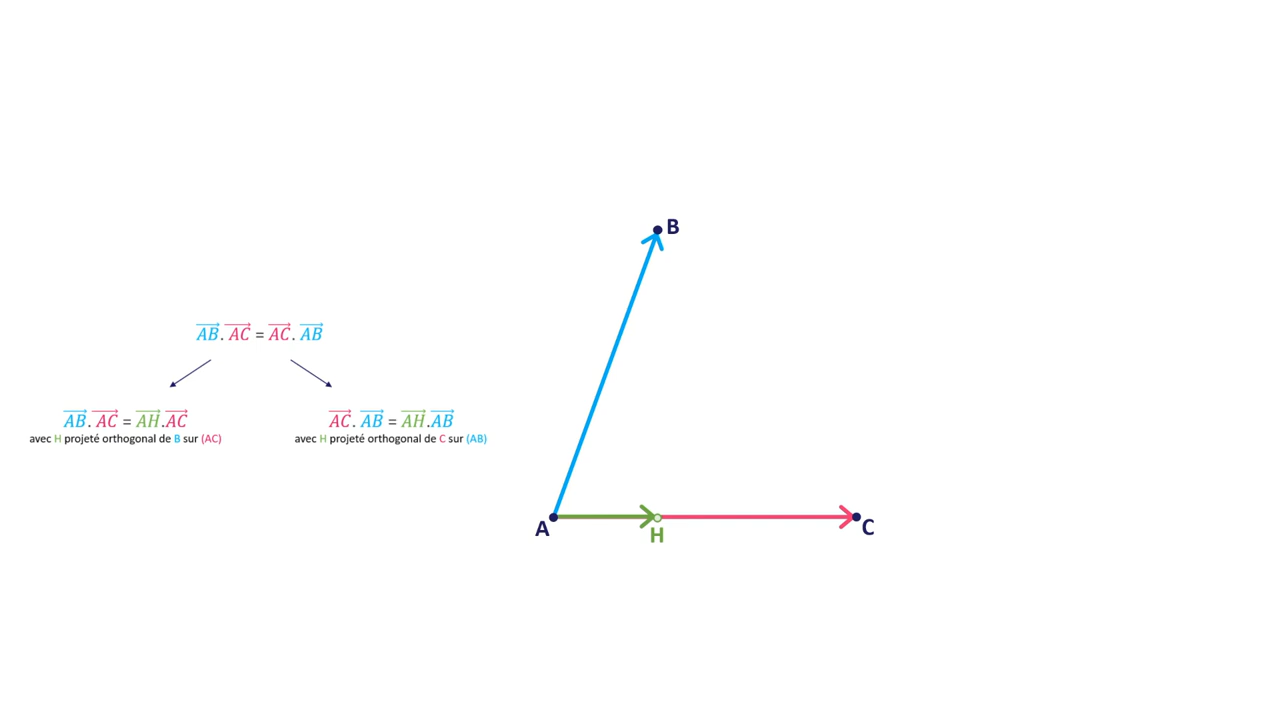 AB. AC = AC. AB
AB. AC = AH.AC
avec H projeté orthogonal de B sur (AC)
AC. AB = AH.AB
avec H projeté orthogonal de C sur (AB)
B
A
H
C